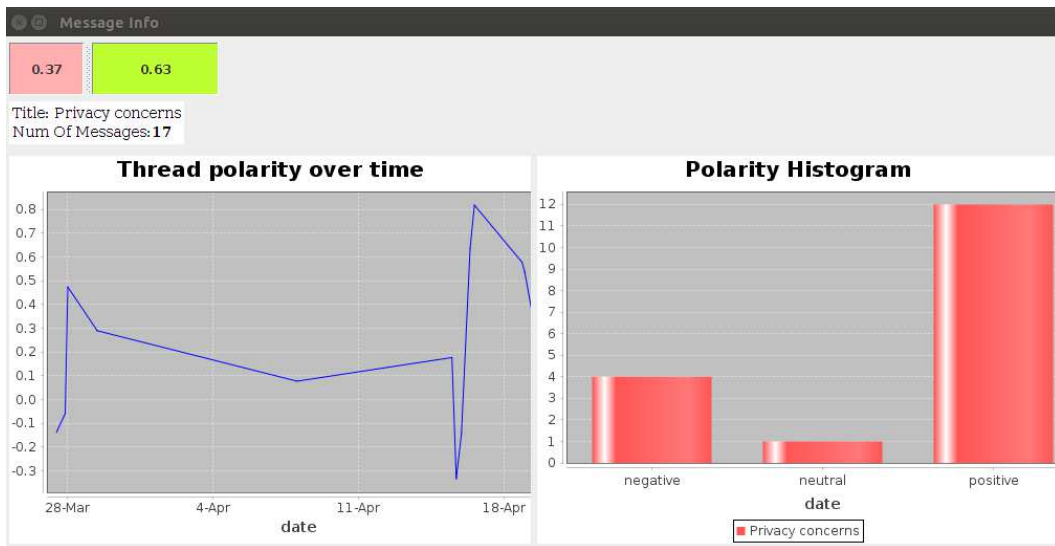 Message Info
0.37
0.63
Title: Privacy concerns
Num Of Messages:17
Thread polarity over time
0.8
0.7
0.6
0.5
0.4
0.3
0.2
0.1
0.0
-0.1
-0.2
-0.3
28-Mar 4-Apr 11-Apr 18-Apr
date
Polarity Histogram
12
11
10
9
8
7
6
5
4
3
2
1
0
negative neutral positive
date
Privacy concerns